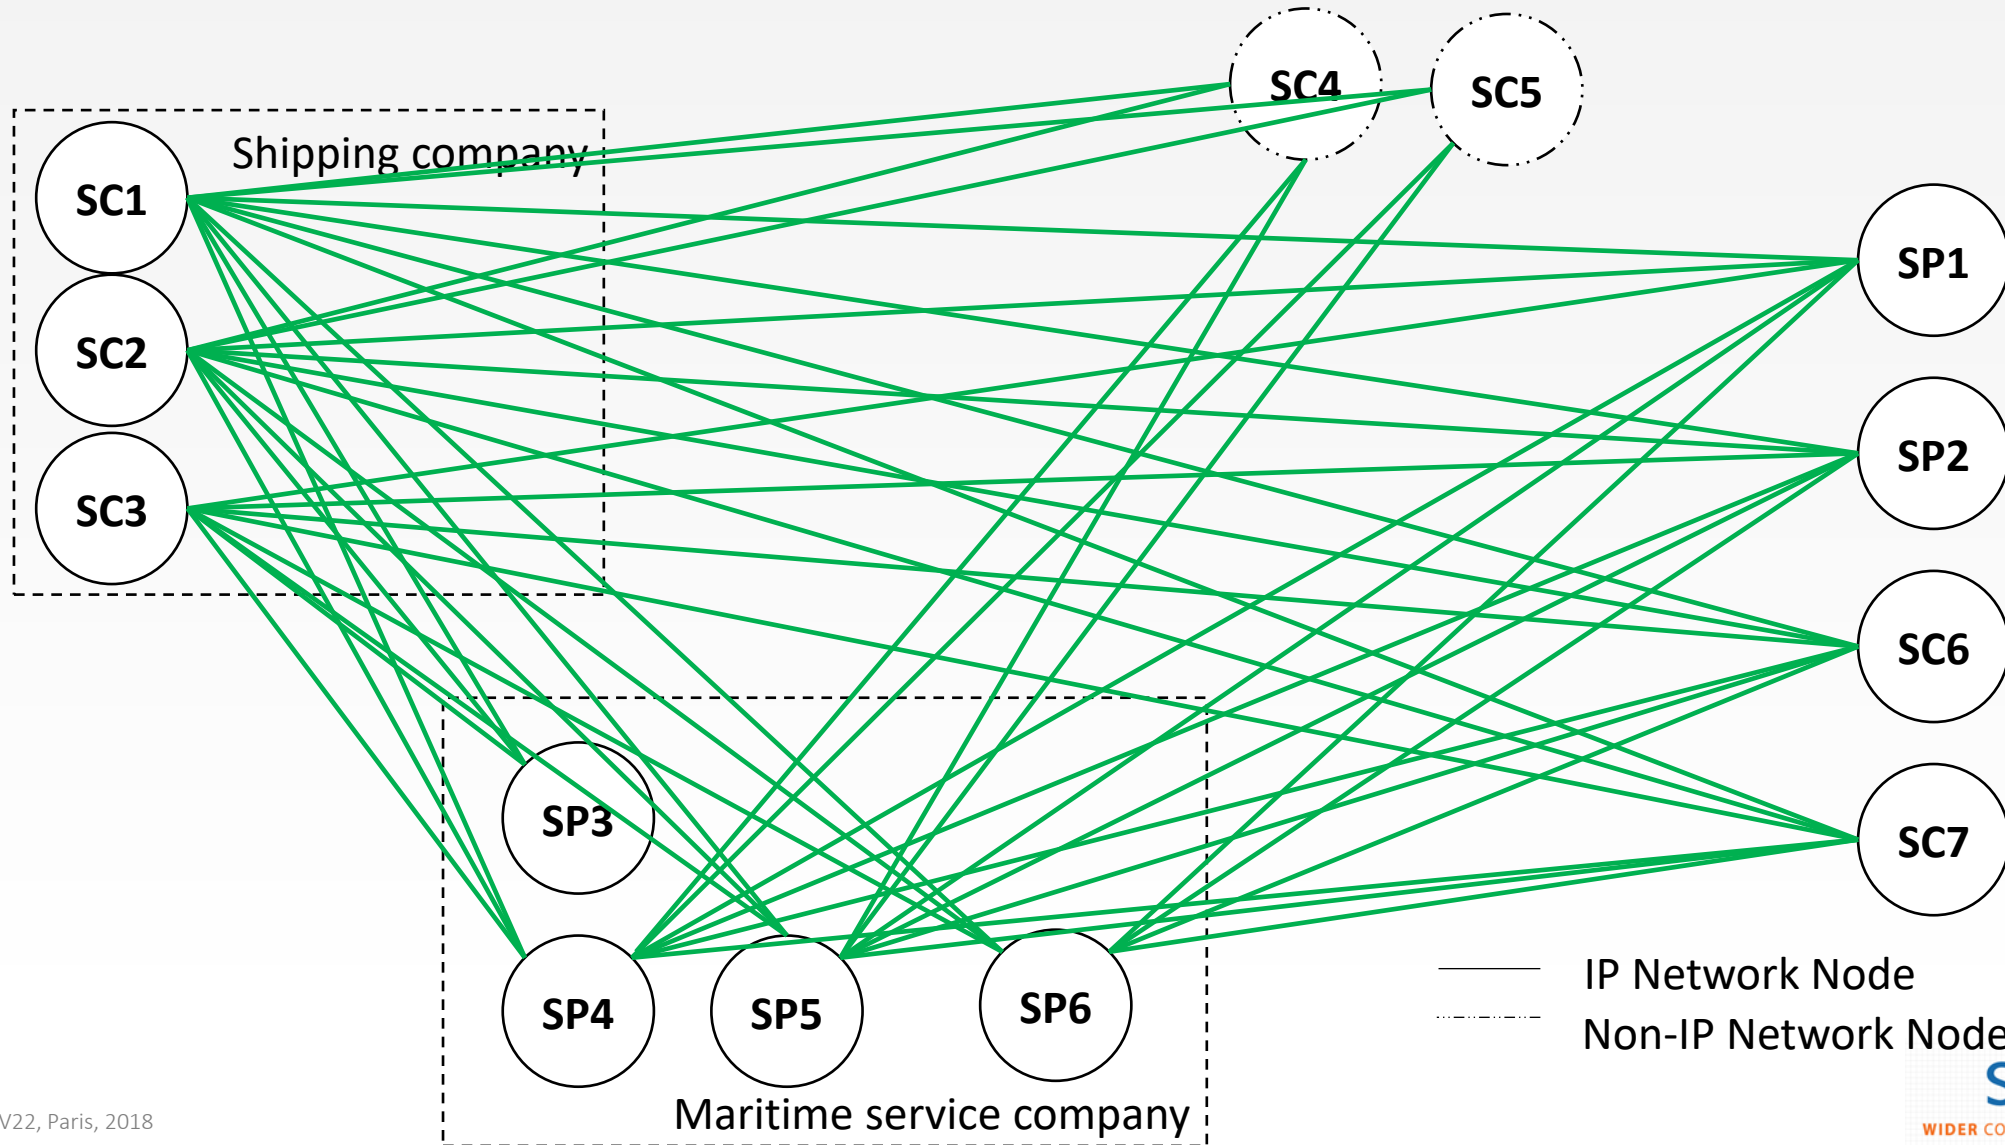 SC4
SC5
Shipping company
SC1
SC2
SC3
SP1
SP2
SC6
SC7
SP3
SP4
SP5
SP6
Maritime service company
IP Network Node
Non-IP Network Node
V22, Paris, 2018
S
WIDER CO